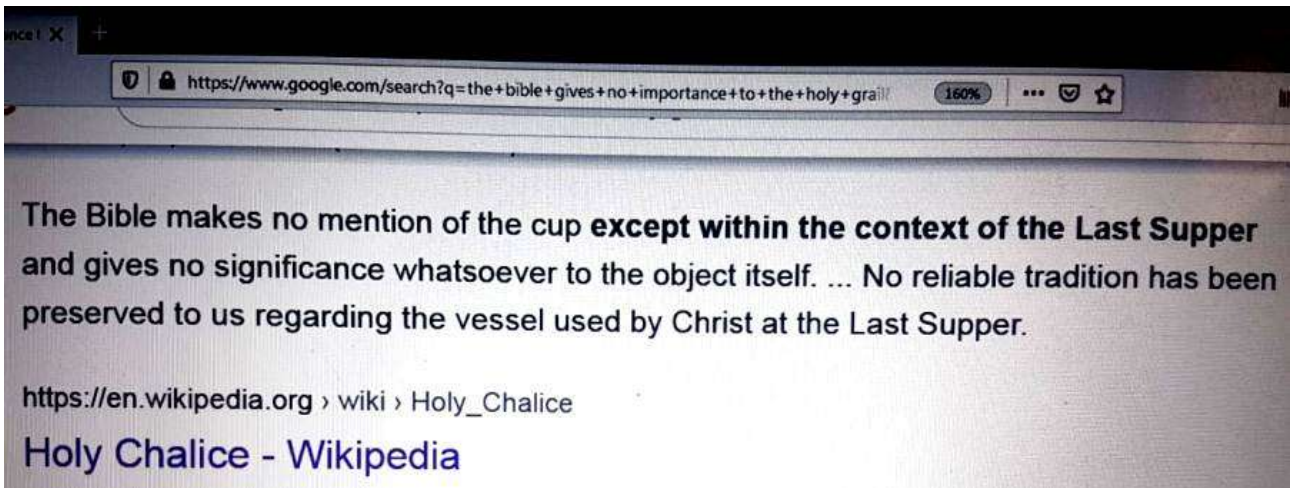 https://www.google.com/search?q=the+bible+gives+no+importance+to+the+holy+grail
160%
The Bible makes no mention of the cup except within the context of the Last Supper
and gives no significance whatsoever to the object itself. ... No reliable tradition has been
preserved to us regarding the vessel used by Christ at the Last Supper.
https://en.wikipedia.org › wiki › Holy_Chalice
Holy Chalice - Wikipedia